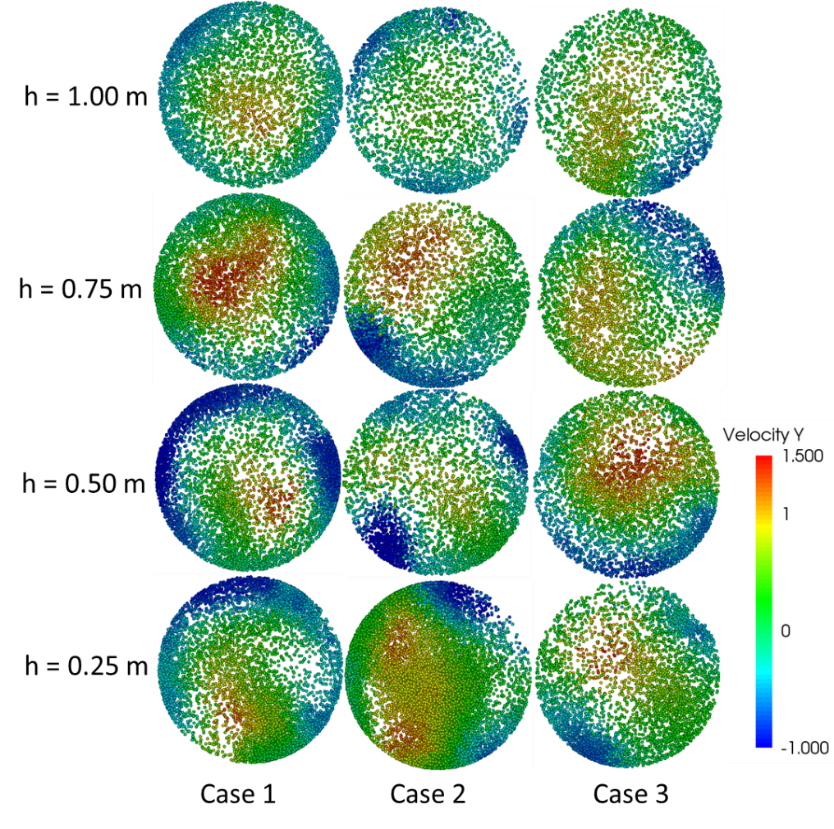 h = 1.00 m
h = 0.75 m
h = 0.50 m
h = 0.25 m
Velocity Y
1.500
1
0
-1.000
Case 1
Case 2
Case 3